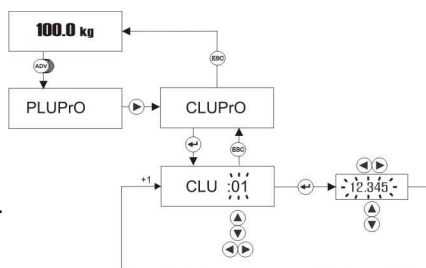 100.0 kg
ESC
ADV
PLUPrO
CLUPrO
ESC
+1
CLU :01
12.345